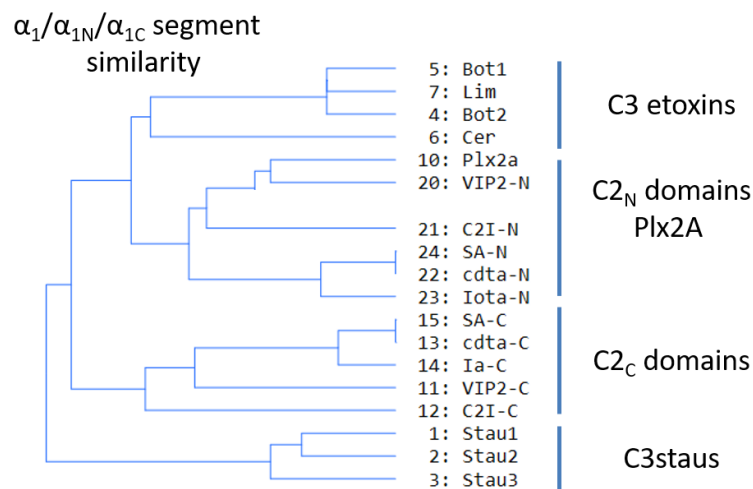 α₁/α₁N/α₁C segment
similarity
5: Bot1
7: Lim
4: Bot2
6: Cer
C3 etoxins
10: Plx2a
20: VIP2-N
21: C2I-N
24: SA-N
22: cdta-N
23: Iota-N
C2N domains
Plx2A
15: SA-C
13: cdta-C
14: Ia-C
11: VIP2-C
12: C2I-C
C2C domains
1: Stau1
2: Stau2
3: Stau3
C3staus